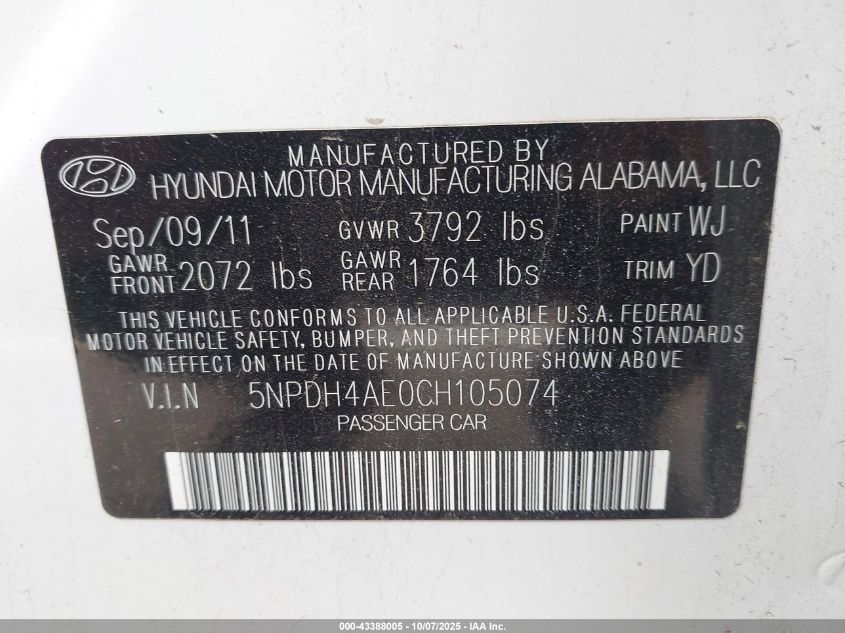 MANUFACTURED BY
HYUNDAI MOTOR MANUFACTURING ALABAMA, LLC
Sep/09/11 GVWR 3792 lbs PAINT WJ
GAWR FRONT 2072 lbs GAWR REAR 1764 lbs TRIM YD
THIS VEHICLE CONFORMS TO ALL APPLICABLE U.S.A. FEDERAL
MOTOR VEHICLE SAFETY, BUMPER, AND THEFT PREVENTION STANDARDS
IN EFFECT ON THE DATE OF MANUFACTURE SHOWN ABOVE
V.I.N 5NPDH4AE0CH105074
PASSENGER CAR
000-43388005 - 10/07/2025 - IAA Inc.